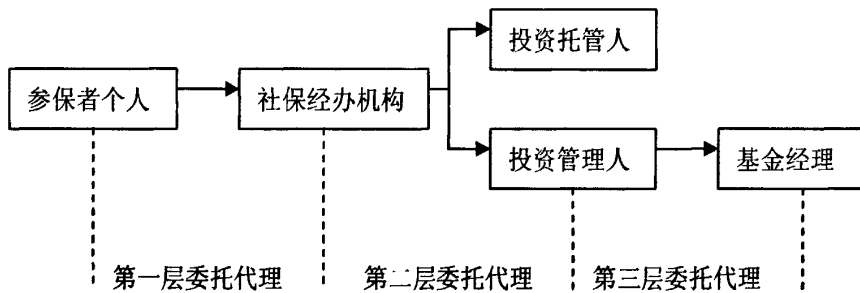 投资托管人
参保者个人
社保经办机构
投资管理人
基金经理
第一层委托代理
第二层委托代理
第三层委托代理